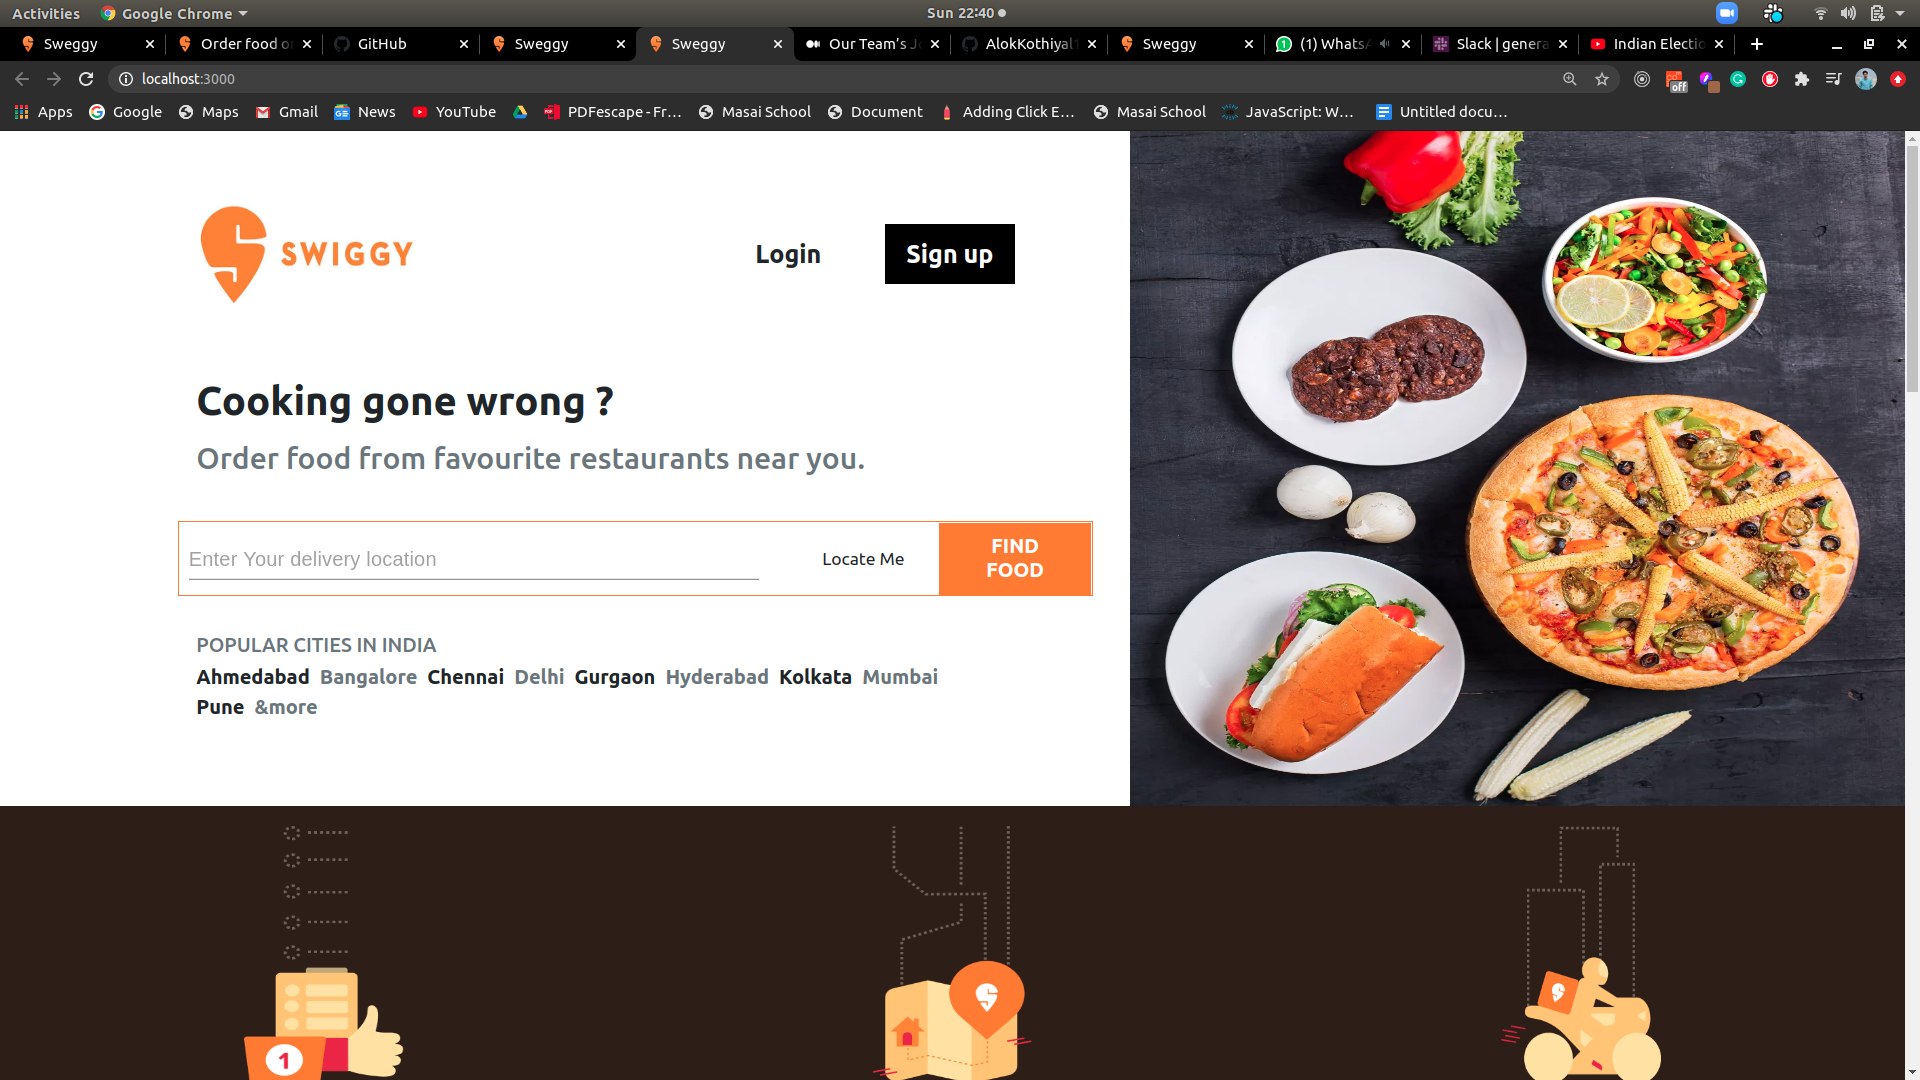 Activities Google Chrome Sun 22:40
Sweggy Order food o GitHub Sweggy Sweggy Our Team's J AlokKothiyal Sweggy (1) Whats Slack | genera Indian Electio
localhost:3000 off
Apps Google Maps Gmail News YouTube PDFescape - Fr... Masai School Document Adding Click E... Masai School JavaScript: W... Untitled docu...
SWIGGY Login Sign up
Cooking gone wrong ?
Order food from favourite restaurants near you.
Enter Your delivery location Locate Me FIND
FOOD
POPULAR CITIES IN INDIA
Ahmedabad Bangalore Chennai Delhi Gurgaon Hyderabad Kolkata Mumbai
Pune &more
1